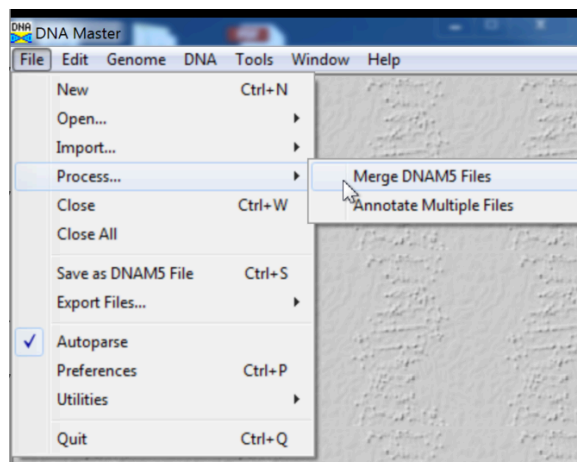 DNA DNA Master
File Edit Genome DNA Tools Window Help
New Ctrl+N
Open...
Import...
Process...
Merge DNAM5 Files
Annotate Multiple Files
Close Ctrl+W
Close All
Save as DNAM5 File Ctrl+S
Export Files...
Autoparse
Preferences Ctrl+P
Utilities
Quit Ctrl+Q